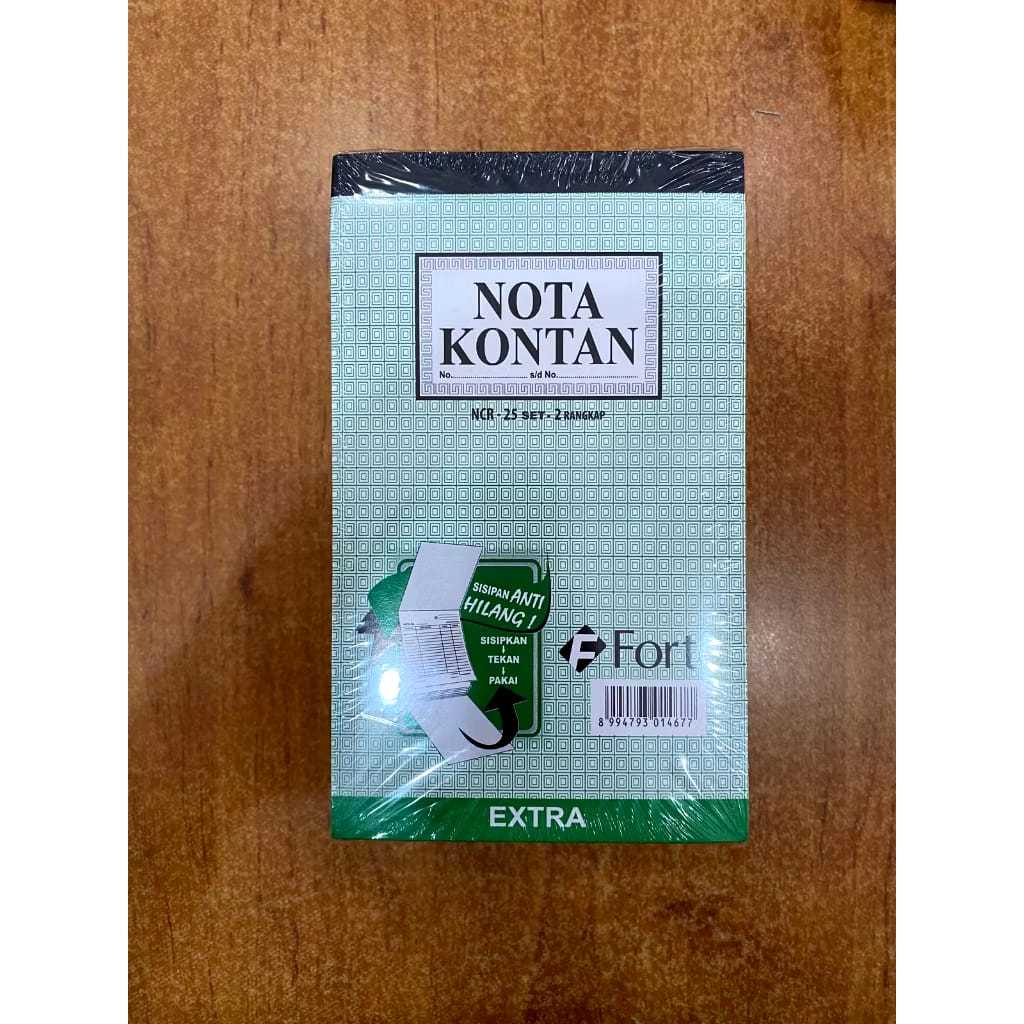 NOTA
KONTAN
No............................ s/d No............................
NCR - 25 SET - 2 RANGKAP
SISIPAN ANTI
HILANG !
SISIPKAN
TEKAN
PAKAI
F Fort
8 994793 014677
EXTRA